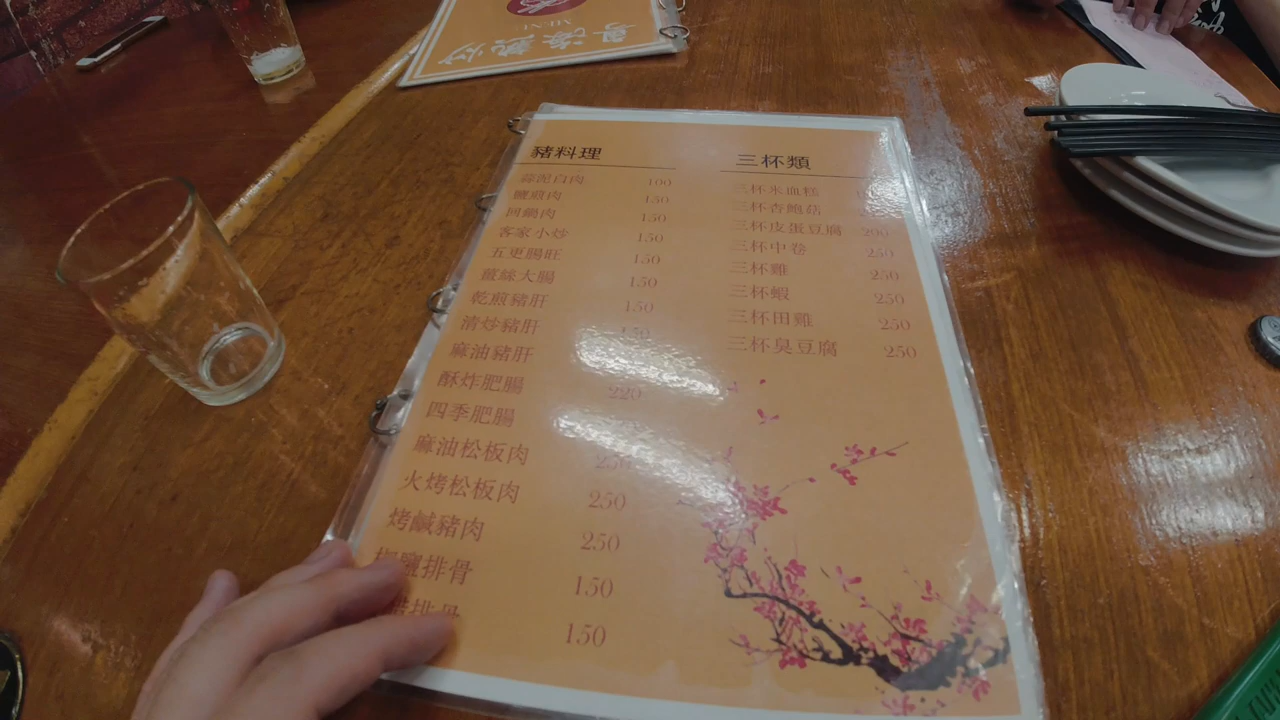 MENU
豬料理
蒜泥白肉 100
鹽煎肉 150
回鍋肉 150
客家小炒 150
五更腸旺 150
薑絲大腸 150
乾煎豬肝 150
清炒豬肝 150
麻油豬肝
酥炸肥腸 220
四季肥腸
麻油松板肉 250
火烤松板肉 250
烤鹹豬肉 250
鹽排骨 150
排骨 150
三杯類
三杯米血糕
三杯杏鮑菇
三杯皮蛋豆腐 200
三杯中卷 250
三杯雞 250
三杯蝦 250
三杯田雞 250
三杯臭豆腐 250